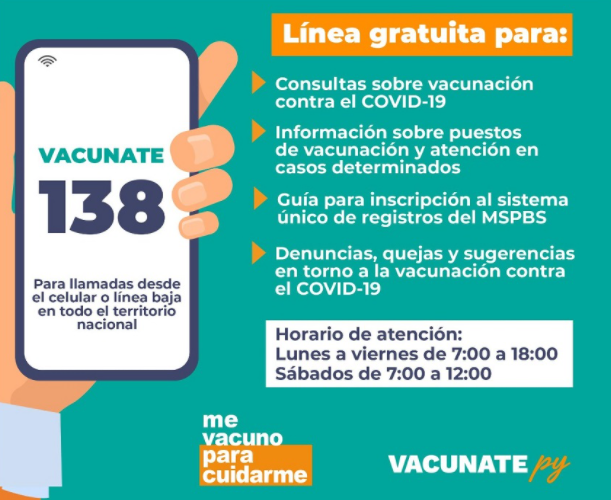 VACUNATE
138
Para llamadas desde
el celular o línea baja
en todo el territorio
nacional
Línea gratuita para:
Consultas sobre vacunación
contra el COVID-19
Información sobre puestos
de vacunación y atención en
casos determinados
Guía para inscripción al sistema
único de registros del MSPBS
Denuncias, quejas y sugerencias
en torno a la vacunación contra
el COVID-19
Horario de atención:
Lunes a viernes de 7:00 a 18:00
Sábados de 7:00 a 12:00
me
vacuno
para
cuidarme
VACUNATE py